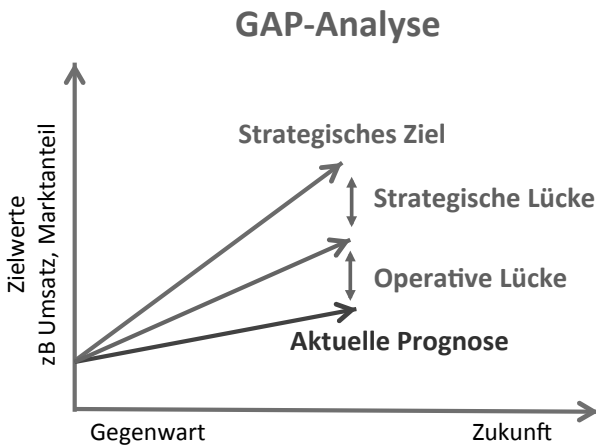 GAP-Analyse
Strategisches Ziel
Strategische Lücke
Operative Lücke
Aktuelle Prognose
Zielwerte
zB Umsatz, Marktanteil
Gegenwart
Zukunft